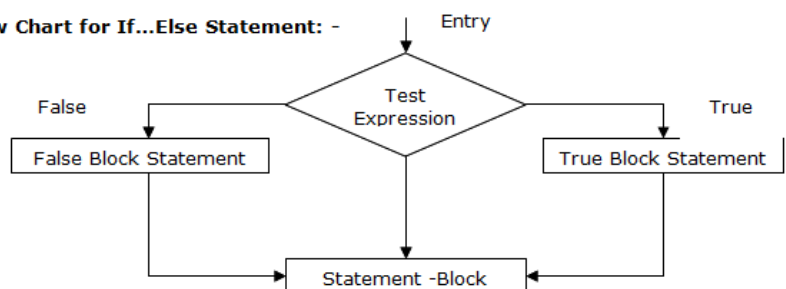 Chart for If...Else Statement: -
Entry
False
Test
Expression
True
False Block Statement
True Block Statement
Statement -Block